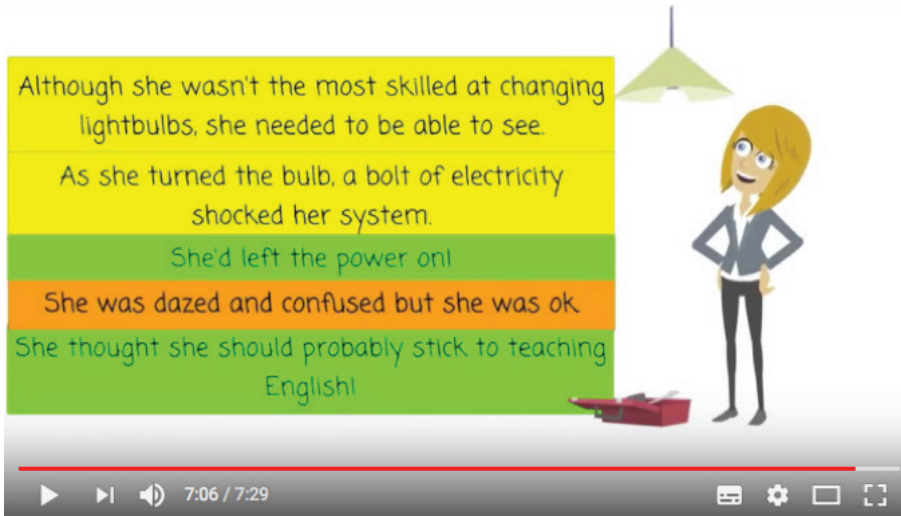 Although she wasn't the most skilled at changing
lightbulbs, she needed to be able to see.
As she turned the bulb, a bolt of electricity
shocked her system.
She'd left the power on!
She was dazed and confused but she was ok
She thought she should probably stick to teaching
English!
7:06 / 7:29